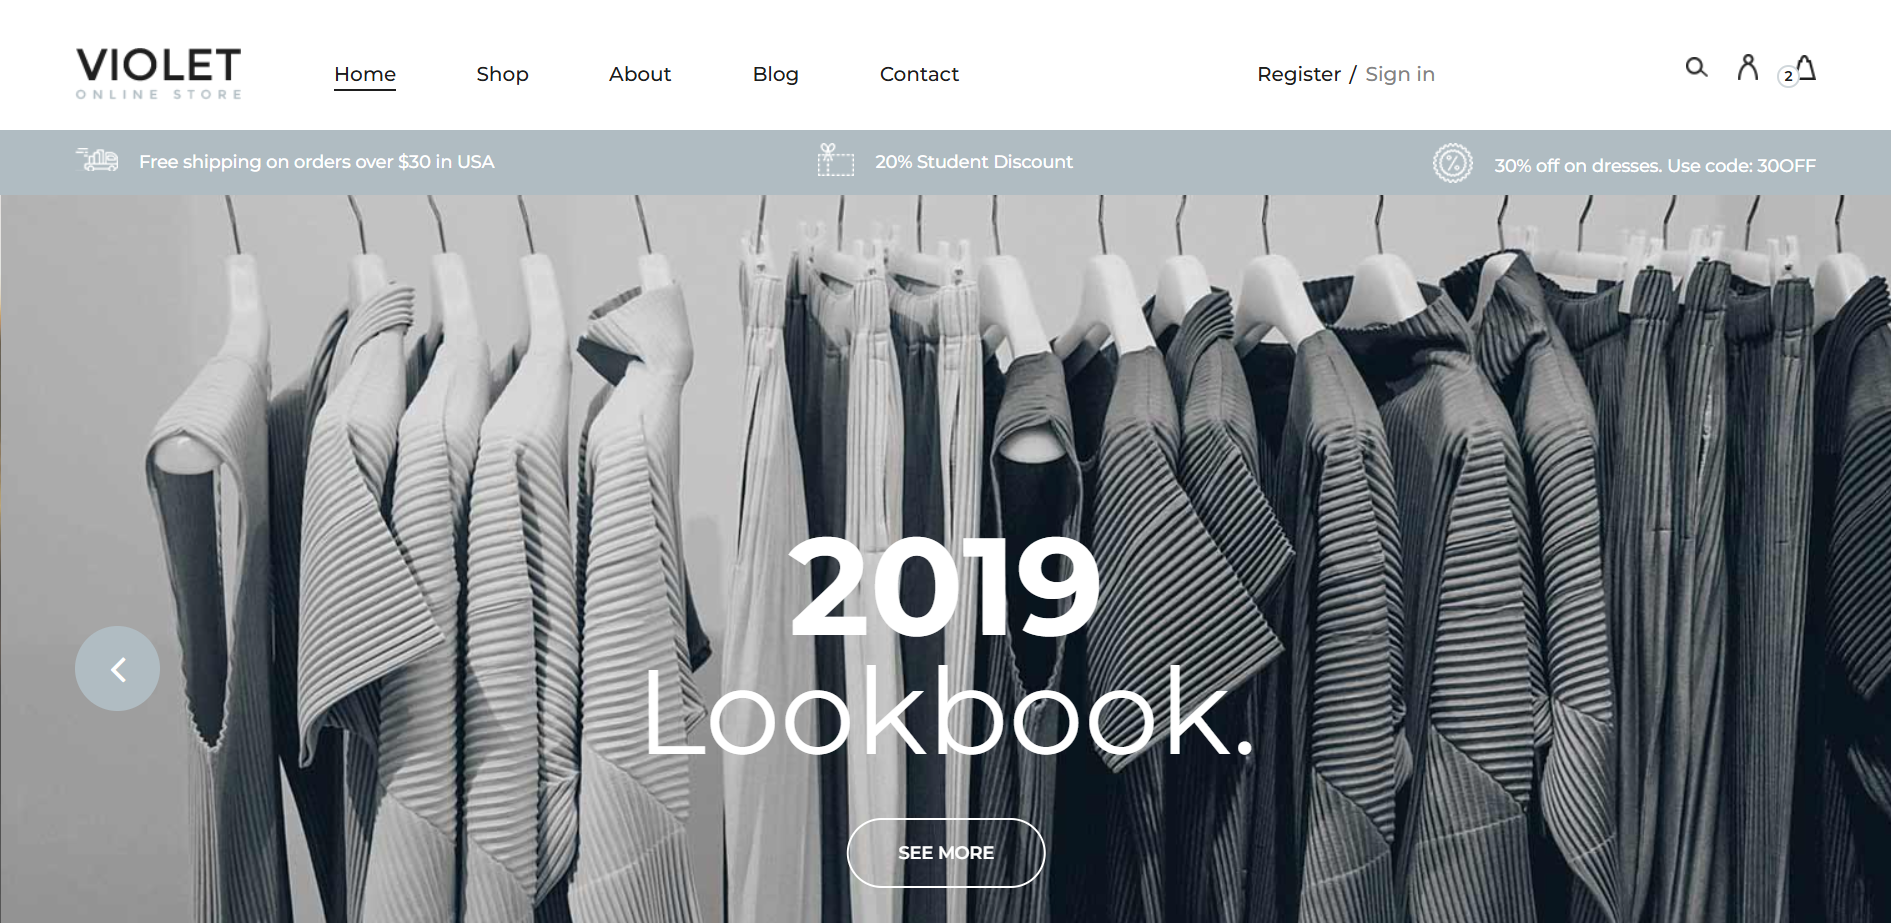 VIOLET
ONLINE STORE
Home
Shop
About
Blog
Contact
Register / Sign in
2
Free shipping on orders over $30 in USA
20% Student Discount
30% off on dresses. Use code: 30OFF
2019
Lookbook.
SEE MORE